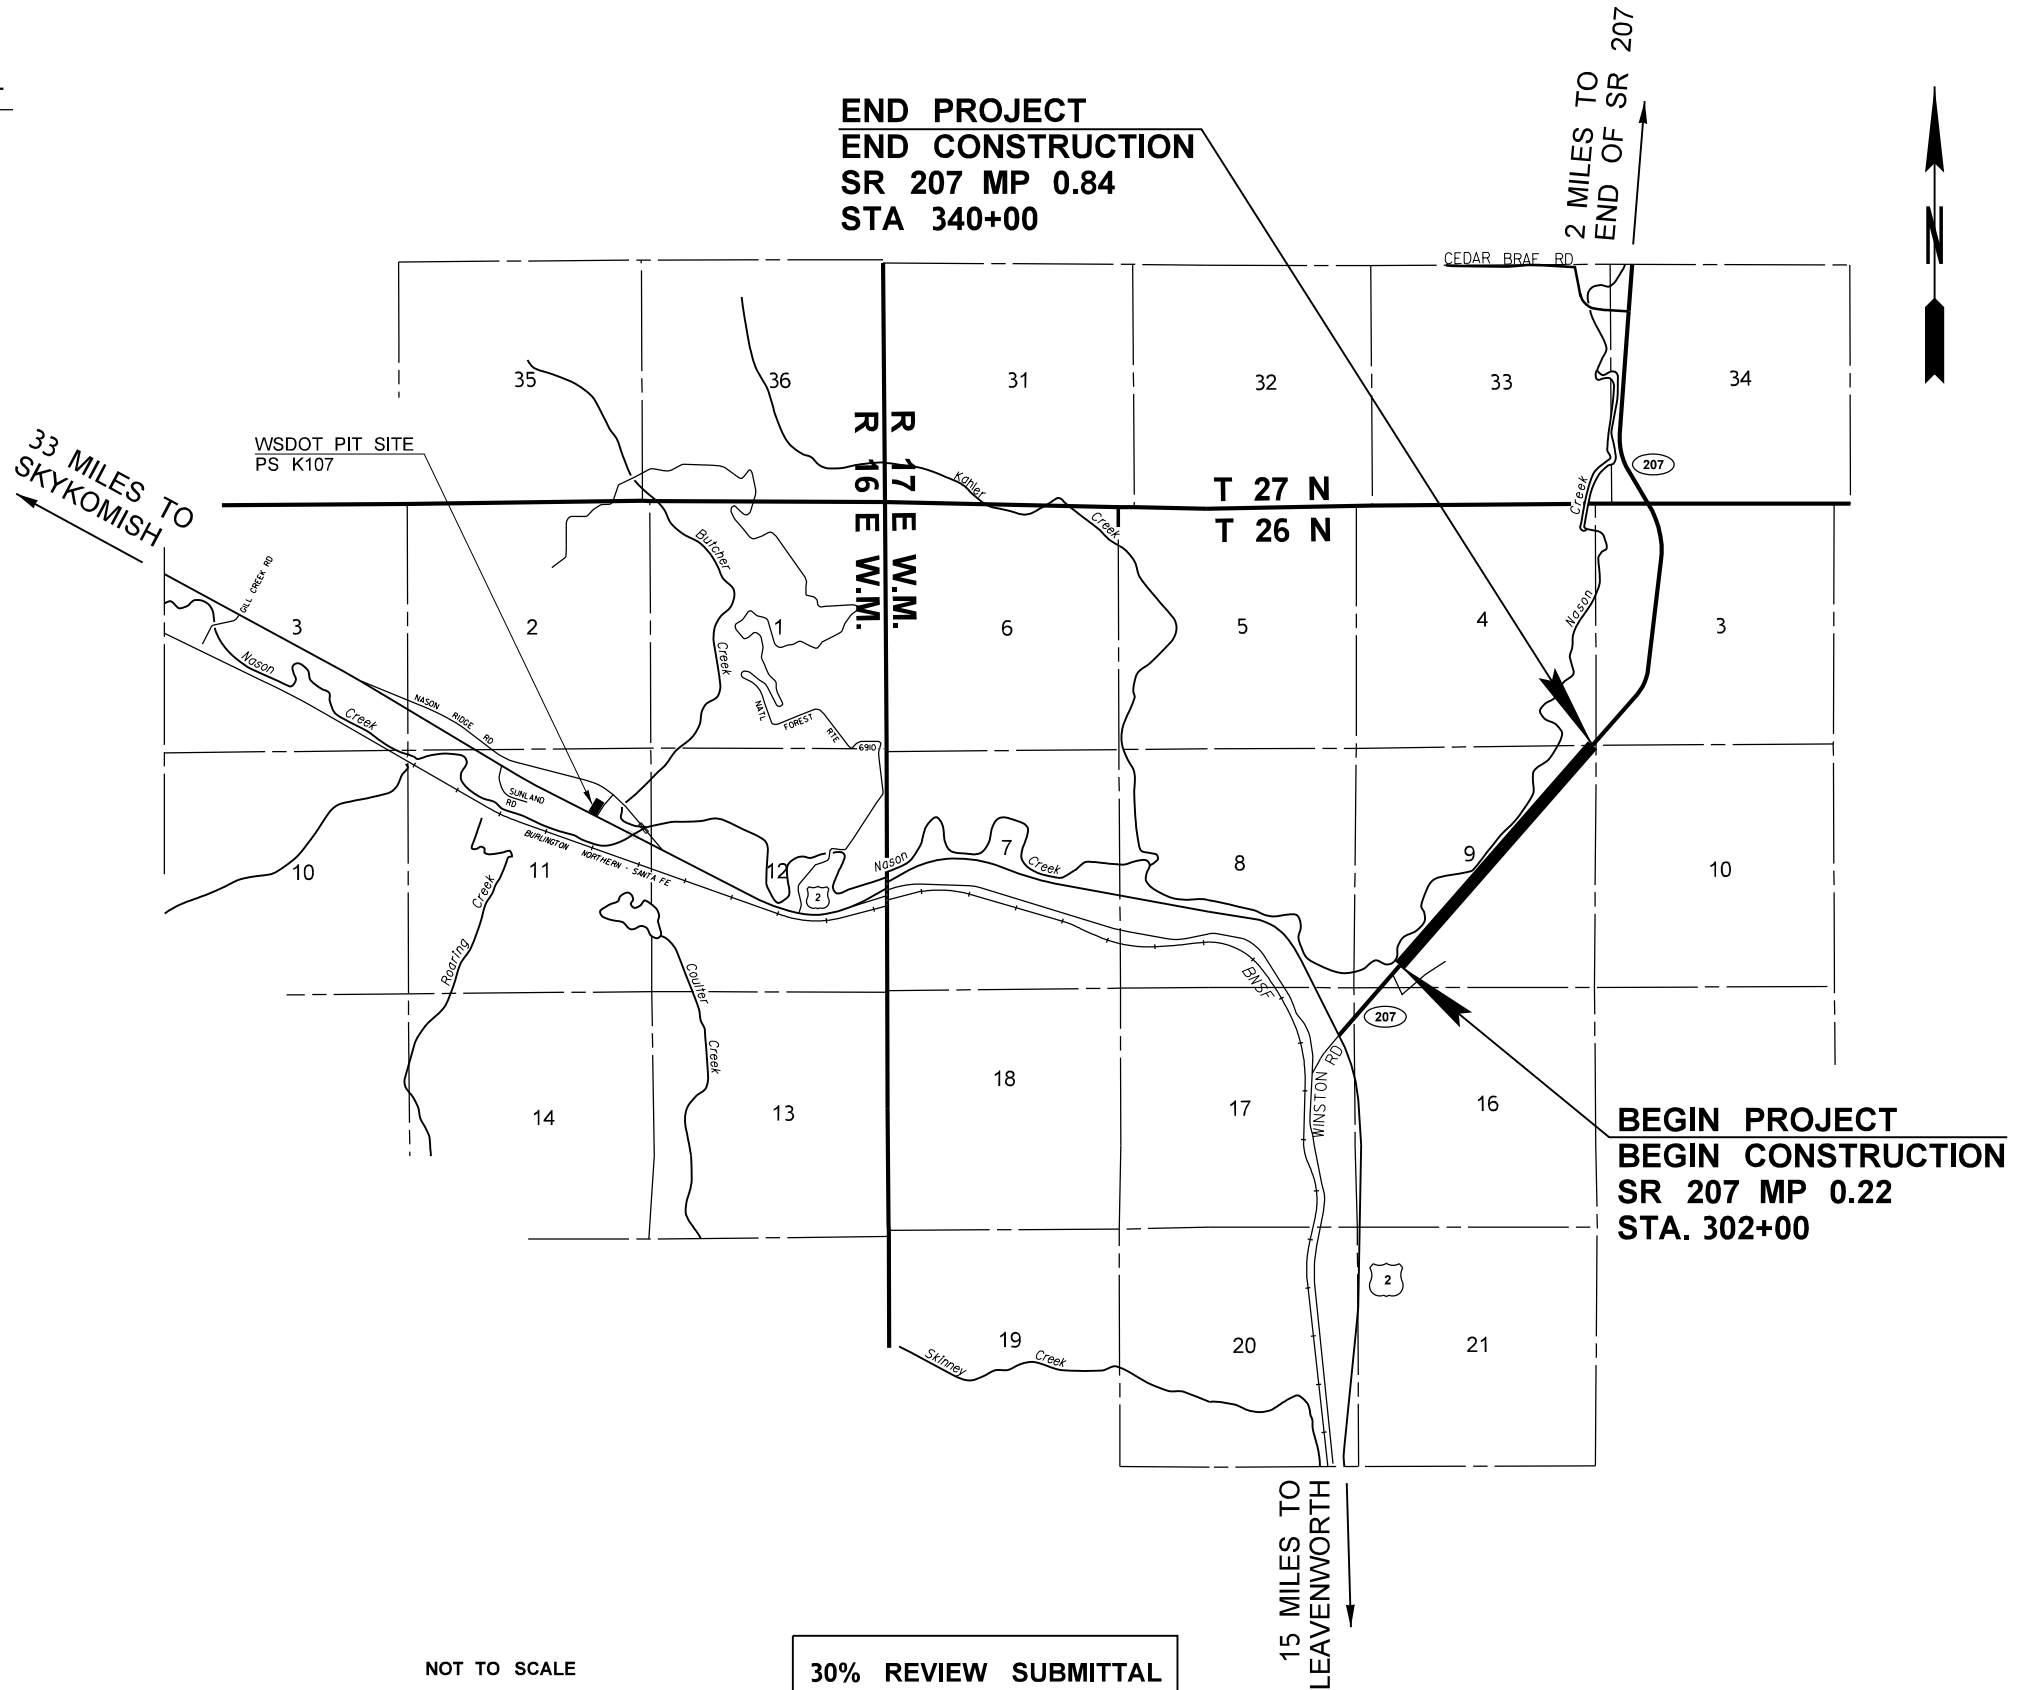 END PROJECT
END CONSTRUCTION
SR 207 MP 0.84
STA 340+00
2 MILES TO
END OF SR 207
N
CEDAR BRAE RD
35
36
31
32
33
34
33 MILES TO
SKYKOMISH
WSDOT PIT SITE
PS K107
R 16 E W.M.
R 17 E W.M.
T 27 N
T 26 N
207
Kahler
Creek
Creek
Nason
Butcher
Creek
GILL CREEK RD
3
2
1
6
5
4
3
Nason
Creek
NASON RIDGE RD
NATL FOREST RTE
6910
SUNLAND
RD
BURLINGTON NORTHERN - SANTA FE
10
11
12
2
Nason
7
Creek
8
9
10
Roaring
Creek
Coulter
Creek
BNSF
207
WINSTON RD
14
13
18
17
16
BEGIN PROJECT
BEGIN CONSTRUCTION
SR 207 MP 0.22
STA. 302+00
2
19
20
21
Skinney
Creek
15 MILES TO
LEAVENWORTH
NOT TO SCALE
30% REVIEW SUBMITTAL